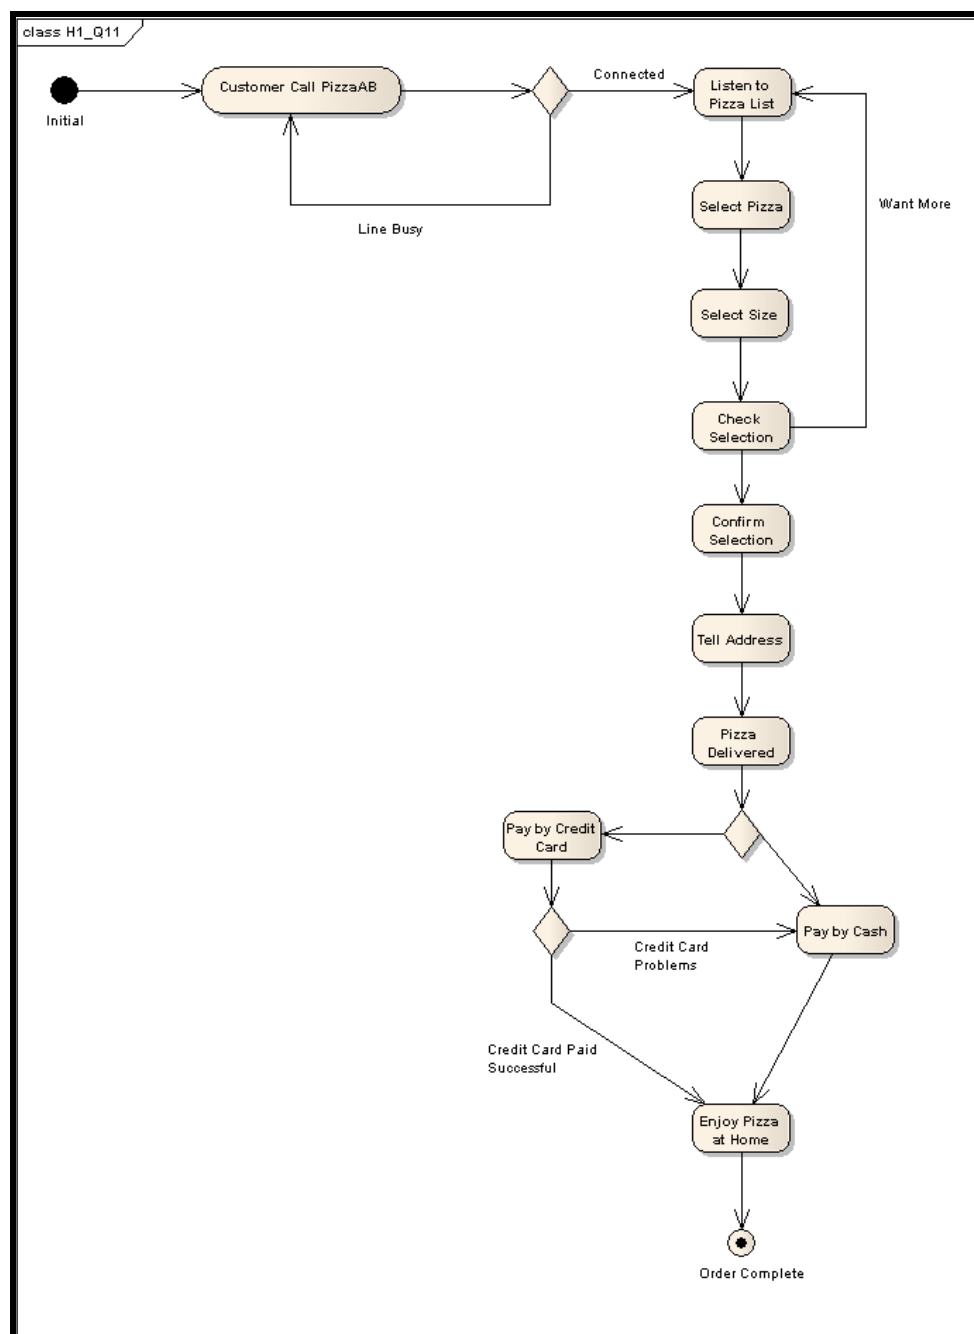 class H1_Q11
Initial
Customer Call PizzaAB
Connected
Line Busy
Listen to
Pizza List
Want More
Select Pizza
Select Size
Check
Selection
Confirm
Selection
Tell Address
Pizza
Delivered
Pay by Credit
Card
Pay by Cash
Credit Card
Problems
Credit Card Paid
Successful
Enjoy Pizza
at Home
Order Complete